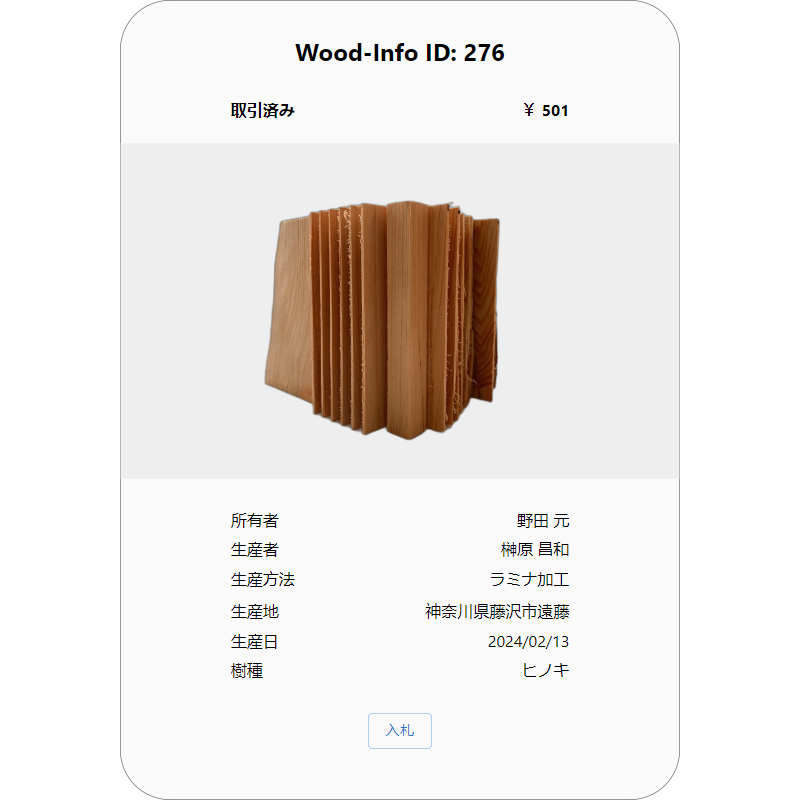 Wood-Info ID: 276
取引済み ￥ 501
所有者 野田 元
生産者 榊原 昌和
生産方法 ラミナ加工
生産地 神奈川県藤沢市遠藤
生産日 2024/02/13
樹種 ヒノキ
入札